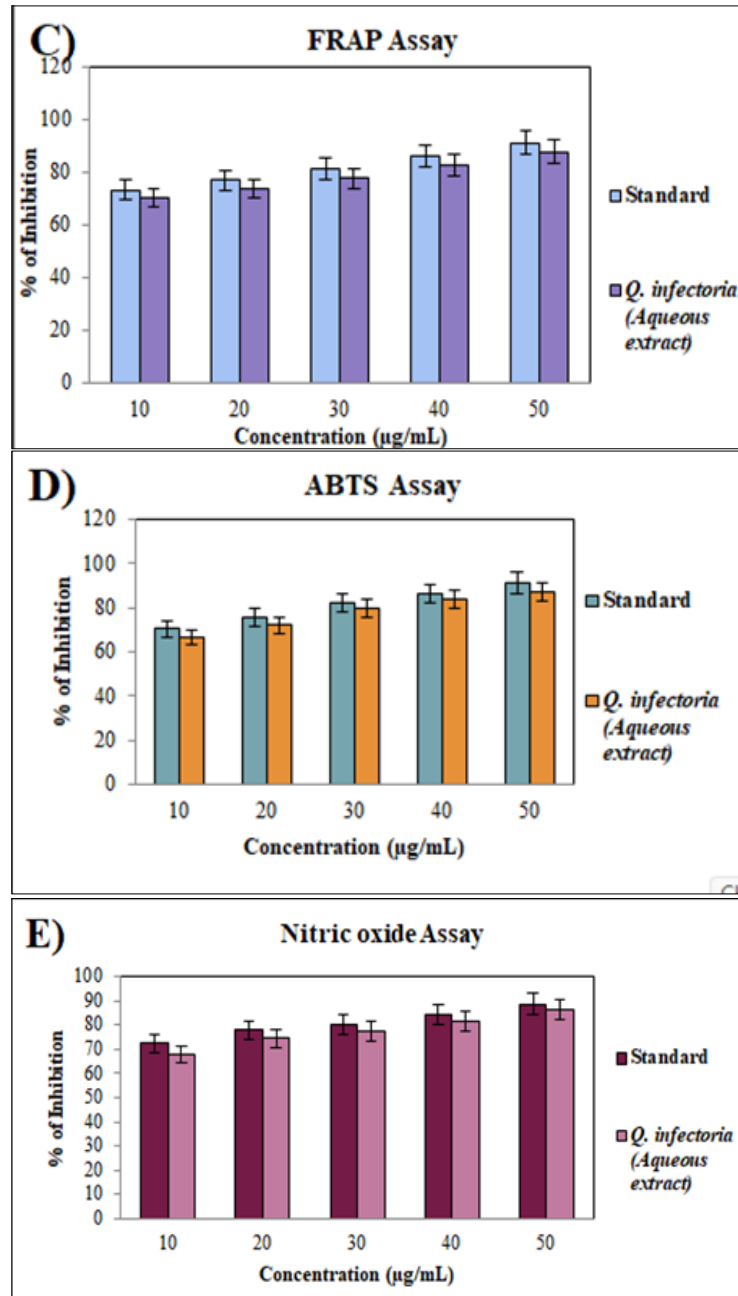 C)
FRAP Assay
120
100
80
60
40
20
0
% of Inhibition
10 20 30 40 50
Concentration (µg/mL)
Standard
Q. infectoria
(Aqueous
extract)
D)
ABTS Assay
120
100
80
60
40
20
0
% of Inhibition
10 20 30 40 50
Concentration (µg/mL)
Standard
Q. infectoria
(Aqueous
extract)
E)
Nitric oxide Assay
100
90
80
70
60
50
40
30
20
10
0
% of Inhibition
10 20 30 40 50
Concentration (µg/mL)
Standard
Q. infectoria
(Aqueous
extract)